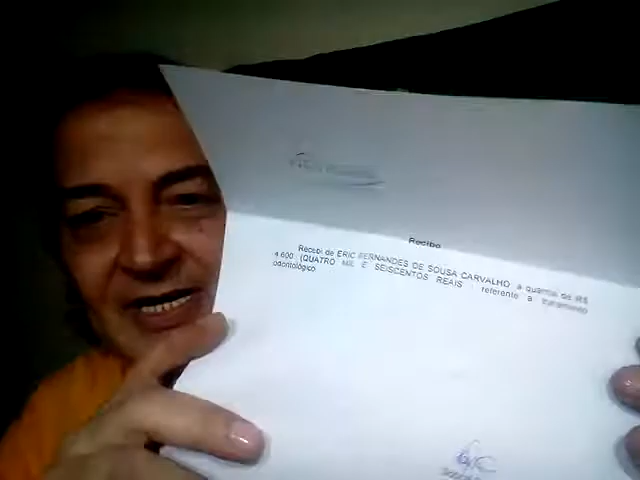 Recibo
Recebi de ERIC FERNANDES DE SOUSA CARVALHO a quantia de R$
4.600 (QUATRO MIL E SEISCENTOS REAIS referente a tratamento
odontológico